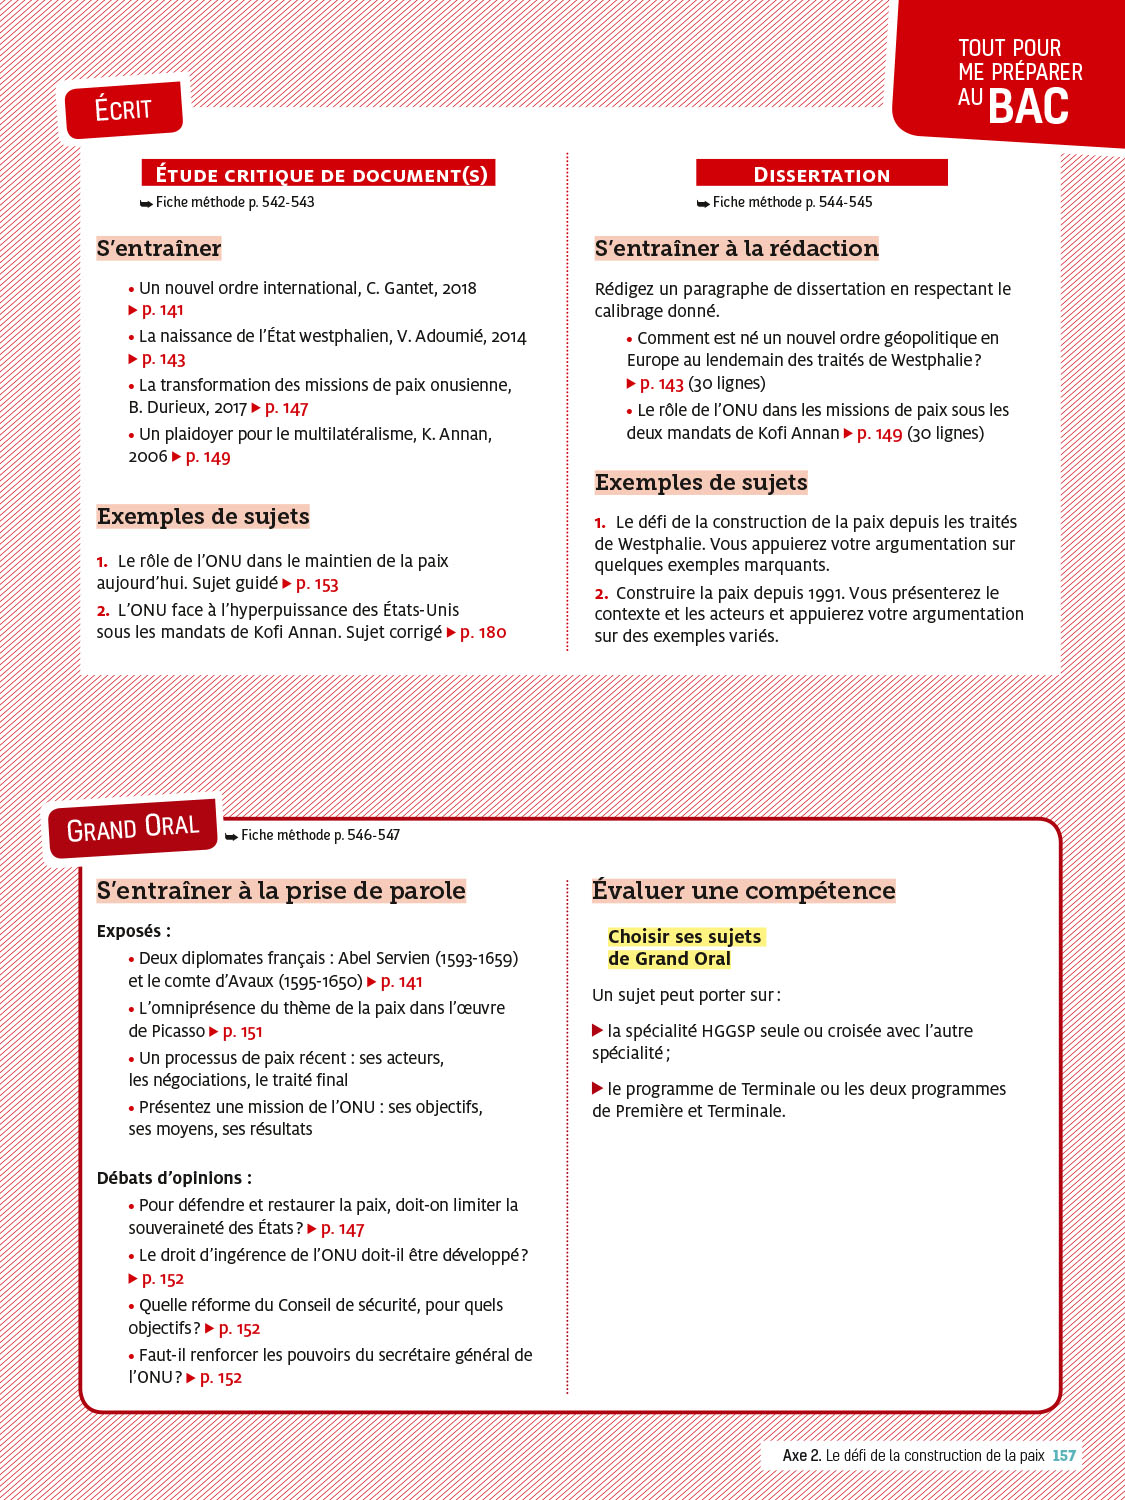 TOUT POUR
ME PRÉPARER
AU BAC
ÉCRIT
ÉTUDE CRITIQUE DE DOCUMENT(S)
➥ Fiche méthode p. 542-543
S’entraîner
• Un nouvel ordre international, C. Gantet, 2018
▶ p. 141
• La naissance de l’État westphalien, V. Adoumié, 2014
▶ p. 143
• La transformation des missions de paix onusienne,
B. Durieux, 2017 ▶ p. 147
• Un plaidoyer pour le multilatéralisme, K. Annan,
2006 ▶ p. 149
Exemples de sujets
1. Le rôle de l’ONU dans le maintien de la paix
aujourd’hui. Sujet guidé ▶ p. 153
2. L’ONU face à l’hyperpuissance des États-Unis
sous les mandats de Kofi Annan. Sujet corrigé ▶ p. 180
DISSERTATION
➥ Fiche méthode p. 544-545
S’entraîner à la rédaction
Rédigez un paragraphe de dissertation en respectant le
calibrage donné.
• Comment est né un nouvel ordre géopolitique en
Europe au lendemain des traités de Westphalie ?
▶ p. 143 (30 lignes)
• Le rôle de l’ONU dans les missions de paix sous les
deux mandats de Kofi Annan ▶ p. 149 (30 lignes)
Exemples de sujets
1. Le défi de la construction de la paix depuis les traités
de Westphalie. Vous appuierez votre argumentation sur
quelques exemples marquants.
2. Construire la paix depuis 1991. Vous présenterez le
contexte et les acteurs et appuierez votre argumentation
sur des exemples variés.
GRAND ORAL
➥ Fiche méthode p. 546-547
S’entraîner à la prise de parole
Exposés :
• Deux diplomates français : Abel Servien (1593-1659)
et le comte d’Avaux (1595-1650) ▶ p. 141
• L’omniprésence du thème de la paix dans l’œuvre
de Picasso ▶ p. 151
• Un processus de paix récent : ses acteurs,
les négociations, le traité final
• Présentez une mission de l’ONU : ses objectifs,
ses moyens, ses résultats
Débats d’opinions :
• Pour défendre et restaurer la paix, doit-on limiter la
souveraineté des États ? ▶ p. 147
• Le droit d’ingérence de l’ONU doit-il être développé ?
▶ p. 152
• Quelle réforme du Conseil de sécurité, pour quels
objectifs ? ▶ p. 152
• Faut-il renforcer les pouvoirs du secrétaire général de
l’ONU ? ▶ p. 152
Évaluer une compétence
Choisir ses sujets
de Grand Oral
Un sujet peut porter sur :
▶ la spécialité HGGSP seule ou croisée avec l’autre
spécialité ;
▶ le programme de Terminale ou les deux programmes
de Première et Terminale.
Axe 2. Le défi de la construction de la paix 157